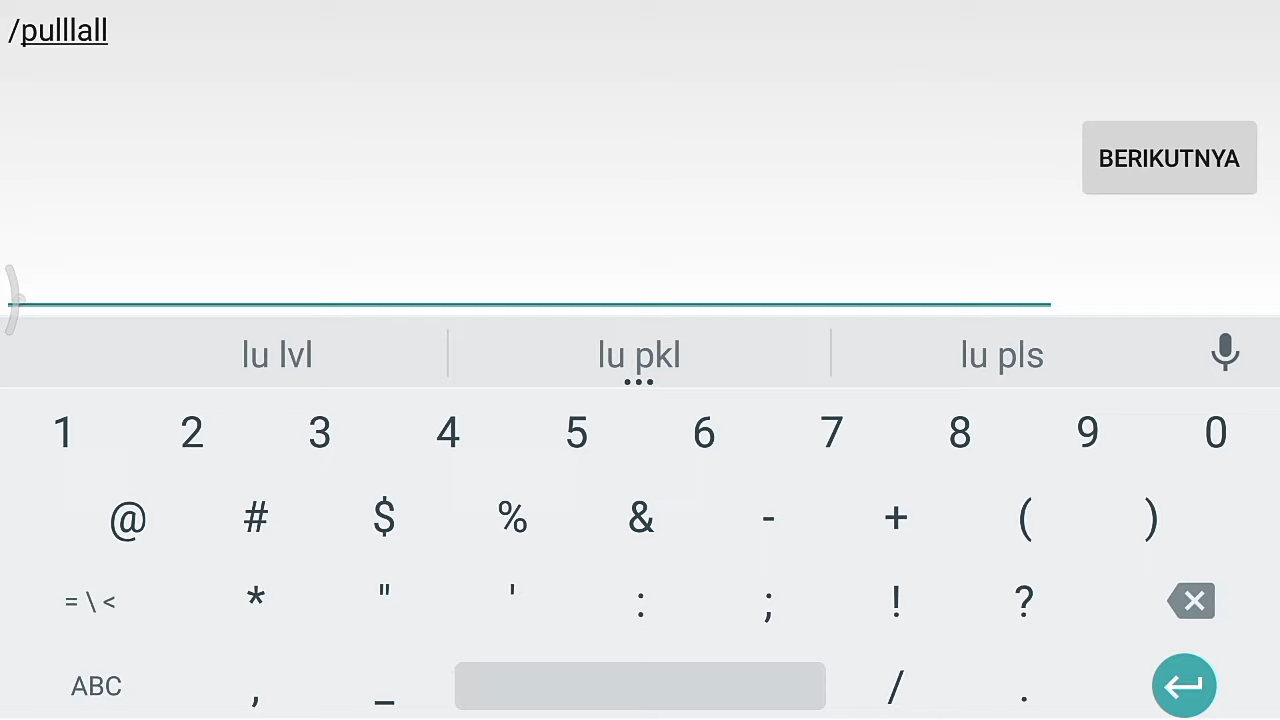 /pulllall
BERIKUTNYA
lu lvl lu pkl lu pls
1 2 3 4 5 6 7 8 9 0
@ # $ % & - + ( )
= \ < * " ' : ; ! ?
ABC , _ / .